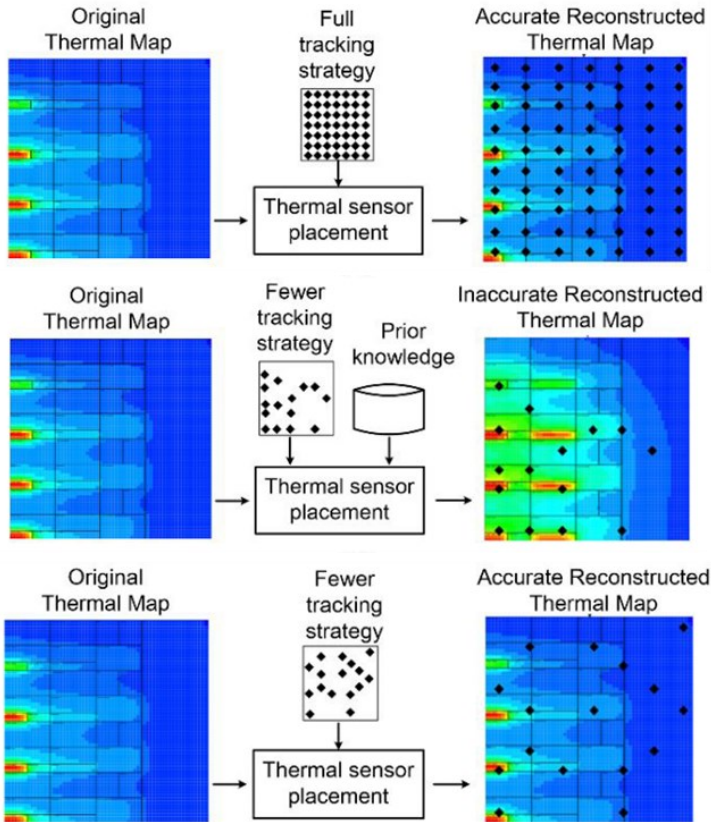 Original
Thermal Map
Full
tracking
strategy
Accurate Reconstructed
Thermal Map
Thermal sensor
placement
Original
Thermal Map
Fewer
tracking
strategy
Prior
knowledge
Inaccurate Reconstructed
Thermal Map
Thermal sensor
placement
Original
Thermal Map
Fewer
tracking
strategy
Accurate Reconstructed
Thermal Map
Thermal sensor
placement